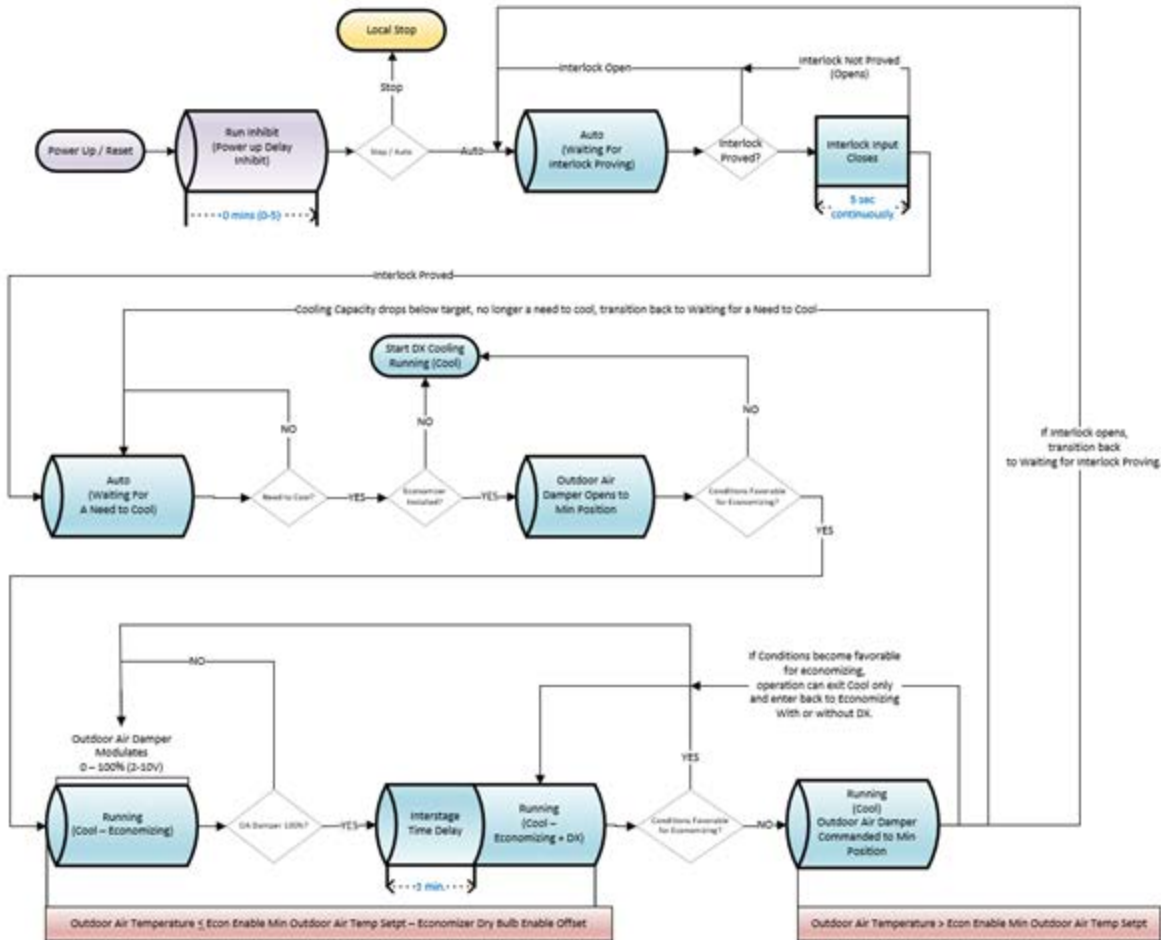 Local Stop
Interlock Open
Interlock Not Proved
(Opens)
Stop
Power Up / Reset
Run Inhibit
(Power up Delay
Inhibit)
Stop / Auto
Auto
Auto
(Waiting For
Interlock Proving)
Interlock
Proved?
Interlock Input
Closes
0 mins (0-5)
5 sec
continuously
Interlock Proved
Cooling Capacity drops below target, no longer a need to cool, transition back to Waiting for a Need to Cool
Start DX Cooling
Running (Cool)
NO
NO
NO
If Interlock opens,
transition back
to Waiting for Interlock Proving.
Auto
(Waiting For
A Need to Cool)
Need to Cool?
YES
Economizer
Installed?
YES
Outdoor Air
Damper Opens to
Min Position
Conditions Favorable
for Economizing?
YES
NO
If Conditions become favorable
for economizing,
operation can exit Cool only
and enter back to Economizing
With or without DX.
Outdoor Air Damper
Modulates
0 – 100% (2-10V)
YES
Running
(Cool – Economizing)
OA Damper 100%?
YES
Interstage
Time Delay
Running
(Cool –
Economizing + DX)
Conditions Favorable
for Economizing?
NO
Running
(Cool)
Outdoor Air Damper
Commanded to Min
Position
min.
Outdoor Air Temperature ≤ Econ Enable Min Outdoor Air Temp Setpt – Economizer Dry Bulb Enable Offset
Outdoor Air Temperature > Econ Enable Min Outdoor Air Temp Setpt